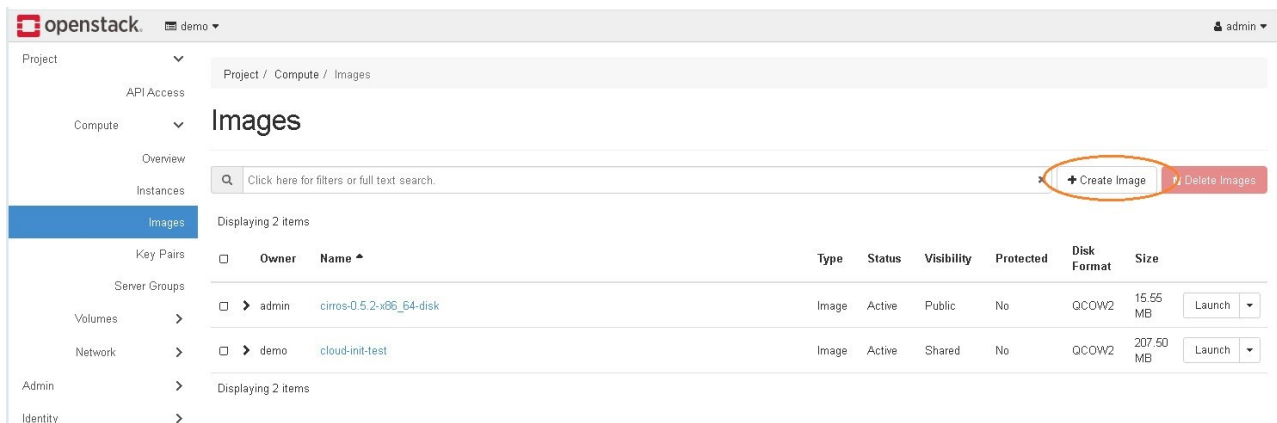 openstack. demo admin
Project
API Access
Compute
Overview
Instances
Images
Key Pairs
Server Groups
Volumes
Network
Admin
Identity
Project / Compute / Images
Images
Click here for filters or full text search. × + Create Image Delete Images
Displaying 2 items
Owner Name Type Status Visibility Protected Disk Format Size
admin cirros-0.5.2-x86_64-disk Image Active Public No QCOW2 15.55 MB Launch
demo cloud-init-test Image Active Shared No QCOW2 207.50 MB Launch
Displaying 2 items